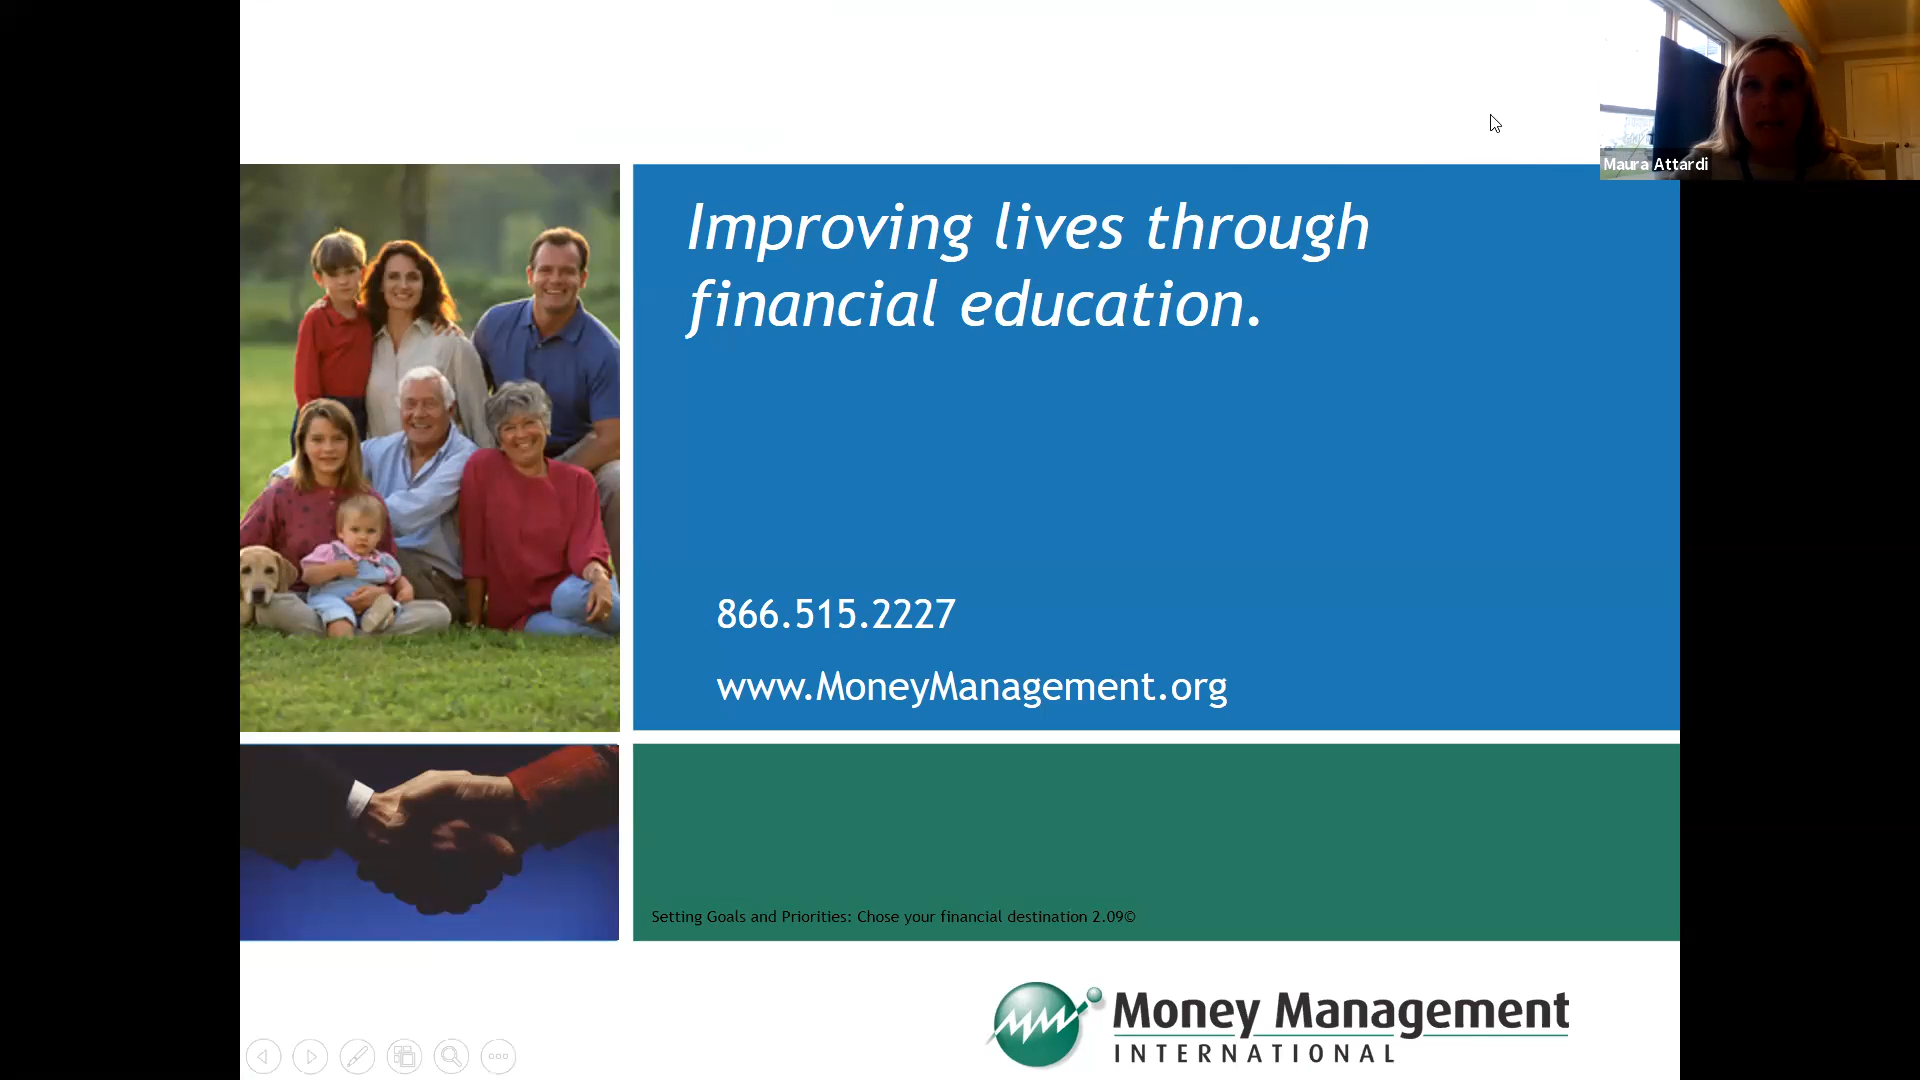 Maura Attardi
Improving lives through
financial education.
866.515.2227
www.MoneyManagement.org
Setting Goals and Priorities: Chose your financial destination 2.09©
Money Management
INTERNATIONAL